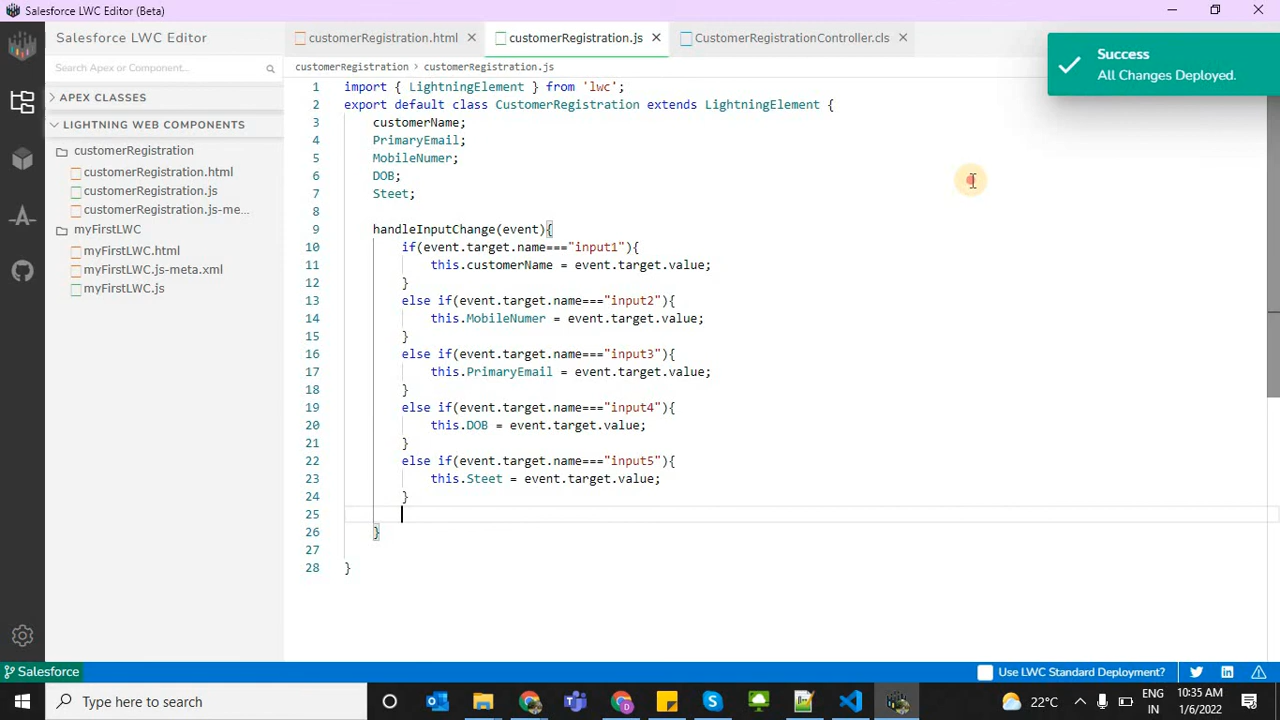 Salesforce LWC Editor (Beta)
Salesforce LWC Editor
Search Apex or Component...
APEX CLASSES
LIGHTNING WEB COMPONENTS
customerRegistration
customerRegistration.html
customerRegistration.js
customerRegistration.js-me...
myFirstLWC
myFirstLWC.html
myFirstLWC.js-meta.xml
myFirstLWC.js
customerRegistration.html
customerRegistration.js
CustomerRegistrationController.cls
customerRegistration > customerRegistration.js
Success
All Changes Deployed.
1 import { LightningElement } from 'lwc';
2 export default class CustomerRegistration extends LightningElement {
3 customerName;
4 PrimaryEmail;
5 MobileNumer;
6 DOB;
7 Steet;
8
9 handleInputChange(event){
10 if(event.target.name==="input1"){
11 this.customerName = event.target.value;
12 }
13 else if(event.target.name==="input2"){
14 this.MobileNumer = event.target.value;
15 }
16 else if(event.target.name==="input3"){
17 this.PrimaryEmail = event.target.value;
18 }
19 else if(event.target.name==="input4"){
20 this.DOB = event.target.value;
21 }
22 else if(event.target.name==="input5"){
23 this.Steet = event.target.value;
24 }
25
26 }
27
28 }
Salesforce
Use LWC Standard Deployment?
Type here to search
22°C
ENG
IN
10:35 AM
1/6/2022